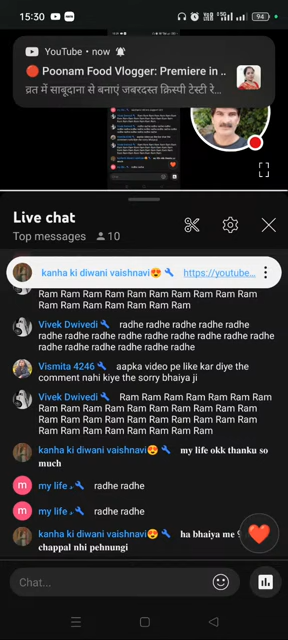 15:30
94
YouTube • now
🔴 Poonam Food Vlogger: Premiere in ..
व्रत में साबूदाना से बनाएं जबरदस्त क्रिस्पी टेस्टी रे...
Live chat
Top messages 10
kanha ki diwani vaishnavi😍 https://youtube...
Ram Ram Ram Ram Ram Ram Ram Ram
Ram Ram Ram Ram Ram Ram
Vivek Dwivedi radhe radhe radhe radhe radhe
radhe radhe radhe radhe radhe radhe radhe radhe
radhe radhe radhe radhe radhe radhe
Vismita 4246 aapka video pe like kar diye the
comment nahi kiye the sorry bhaiya ji
Vivek Dwivedi Ram Ram Ram Ram Ram Ram
Ram Ram Ram Ram Ram Ram Ram Ram Ram
Ram Ram Ram Ram Ram Ram Ram Ram Ram
Ram Ram Ram Ram Ram Ram Ram
kanha ki diwani vaishnavi😍 my life okk thanku so
much
my life radhe radhe
my life radhe radhe
kanha ki diwani vaishnavi😍 ha bhaiya me
chappal nhi pehnungi
Chat...